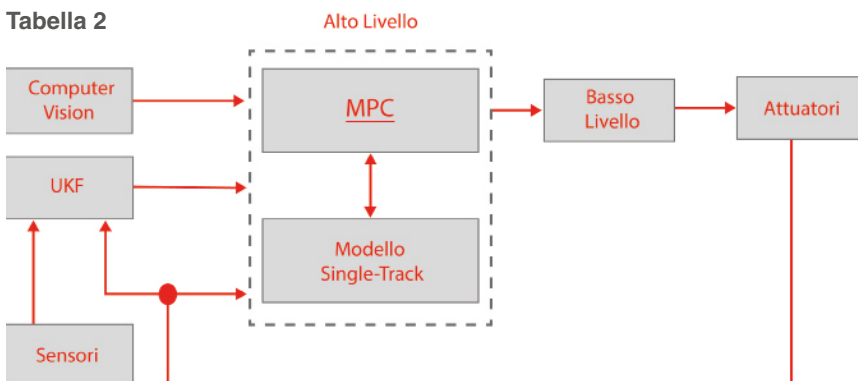 Tabella 2
Alto Livello
Computer
Vision
MPC
Basso
Livello
Attuatori
UKF
Modello
Single-Track
Sensori